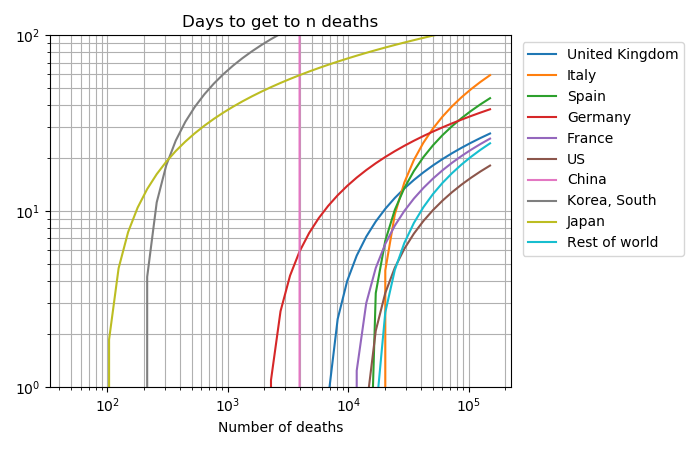 Days to get to n deaths
10²
10¹
10⁰
10²
10³
10⁴
10⁵
Number of deaths
United Kingdom
Italy
Spain
Germany
France
US
China
Korea, South
Japan
Rest of world